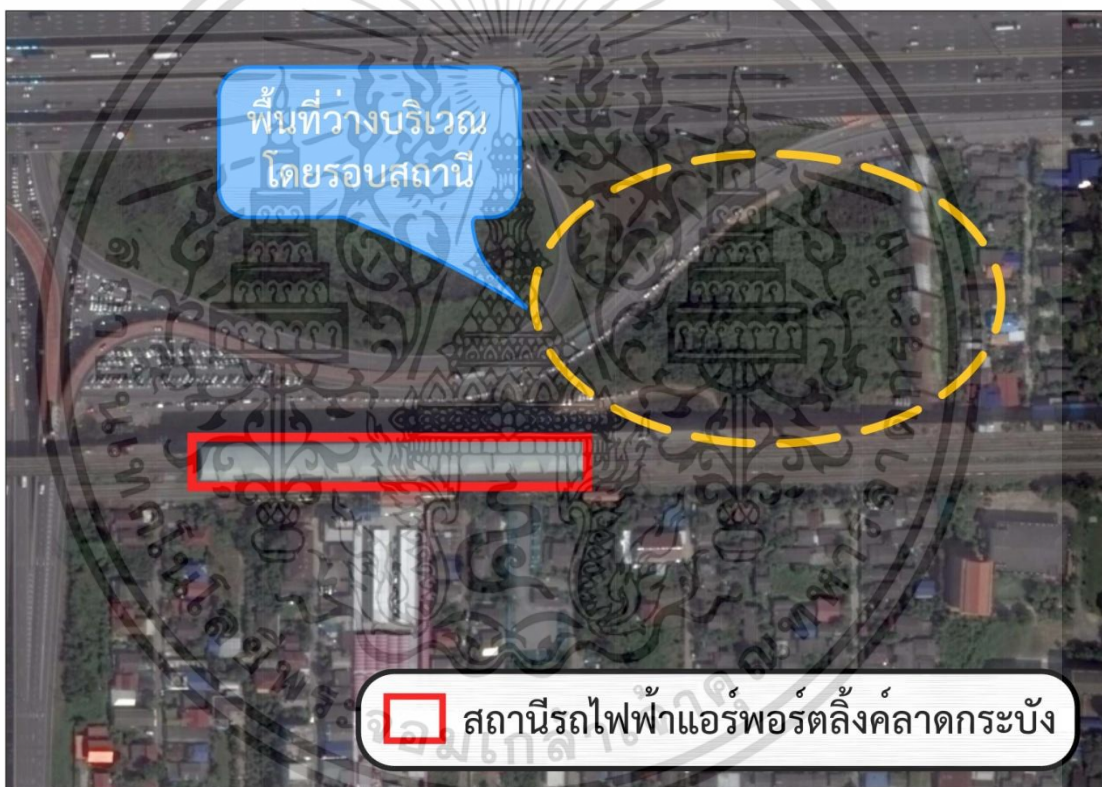 พื้นที่ว่างบริเวณ
โดยรอบสถานี
สถานีรถไฟฟ้าแอร์พอร์ตลิ้งค์ลาดกระบัง